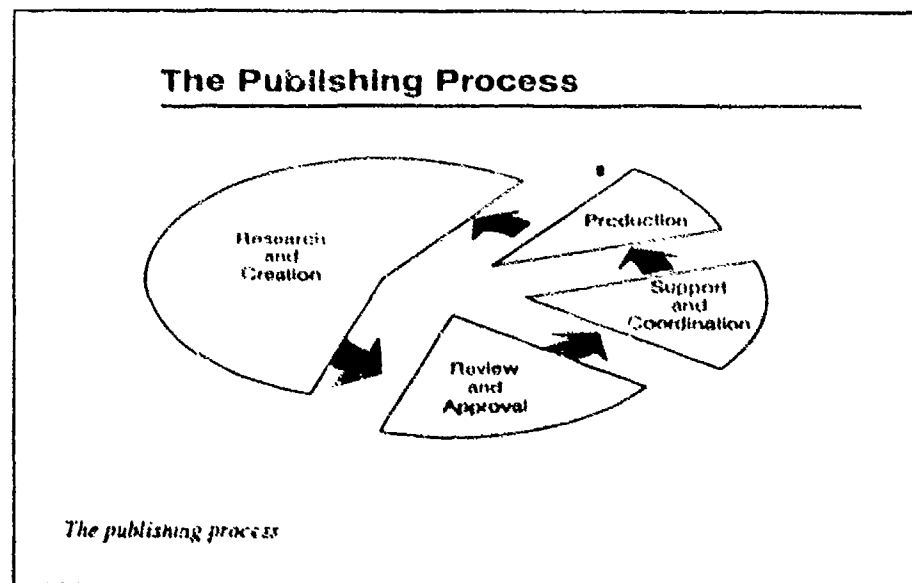 The Publishing Process
Research
and
Creation
Production
Support
and
Coordination
Review
and
Approval
The publishing process